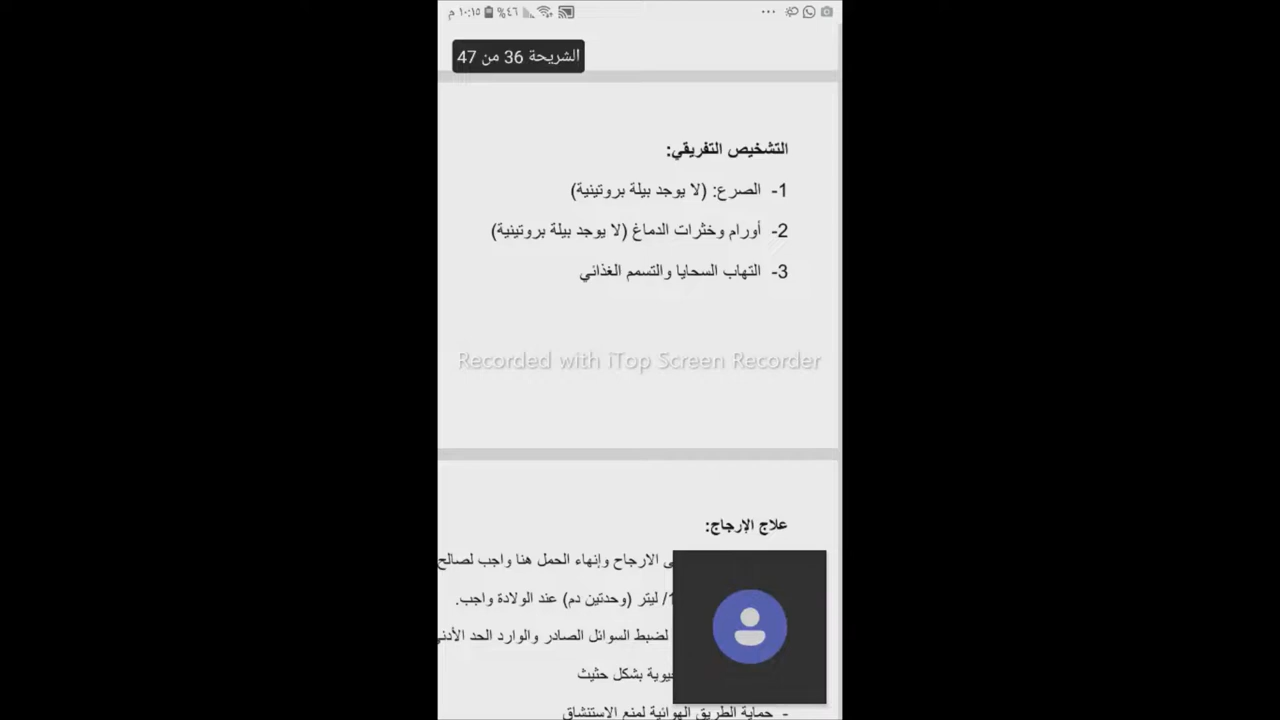 ١٠:١٥ م ٤٦٪
الشريحة 36 من 47
التشخيص التفريقي:
1- الصرع: (لا يوجد بيلة بروتينية)
2- أورام وخثرات الدماغ (لا يوجد بيلة بروتينية)
3- التهاب السحايا والتسمم الغذائي
Recorded with iTop Screen Recorder
علاج الإرجاج:
ى الارجاح وإنهاء الحمل هنا واجب لصالح
1/ ليتر (وحدتين دم) عند الولادة واجب.
لضبط السوائل الصادر والوارد الحد الأدنى
يوية بشكل حثيث
- حماية الطريق الهوائية لمنع الاستنشاق